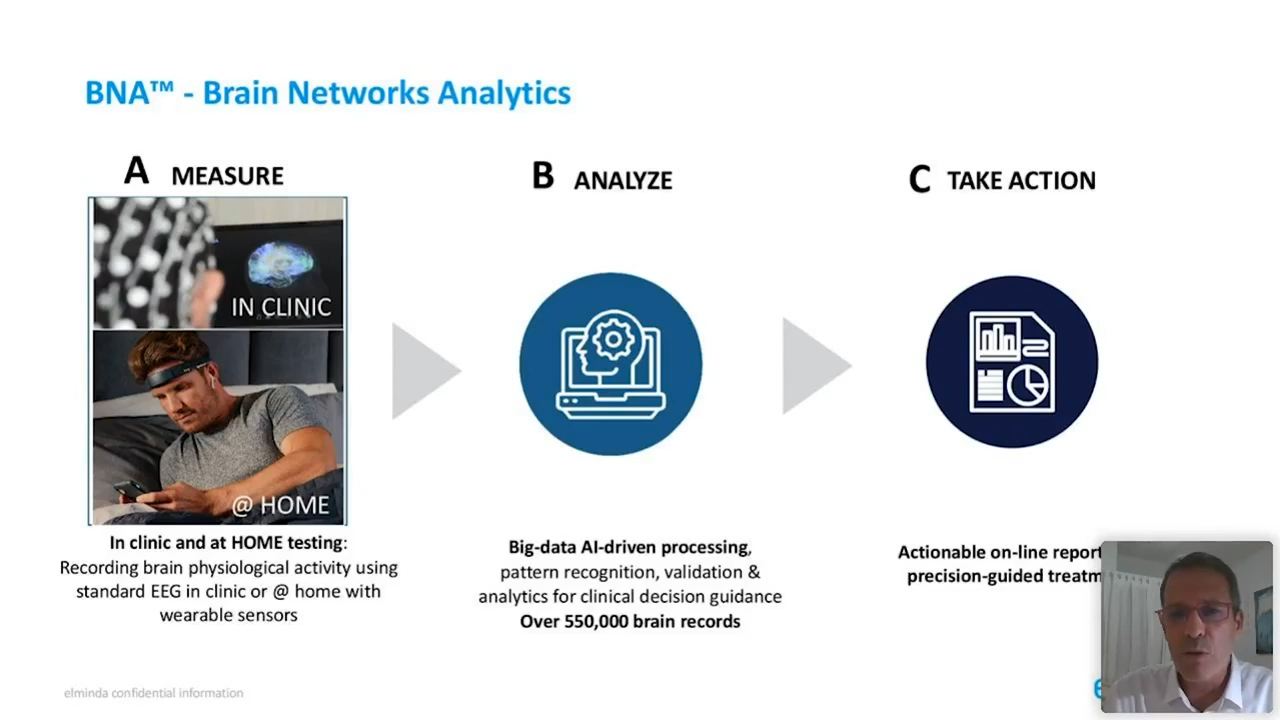 BNA™ - Brain Networks Analytics
A MEASURE
IN CLINIC
@ HOME
In clinic and at HOME testing:
Recording brain physiological activity using
standard EEG in clinic or @ home with
wearable sensors
B ANALYZE
Big-data AI-driven processing,
pattern recognition, validation &
analytics for clinical decision guidance
Over 550,000 brain records
C TAKE ACTION
Actionable on-line report
precision-guided treatm
elminda confidential information